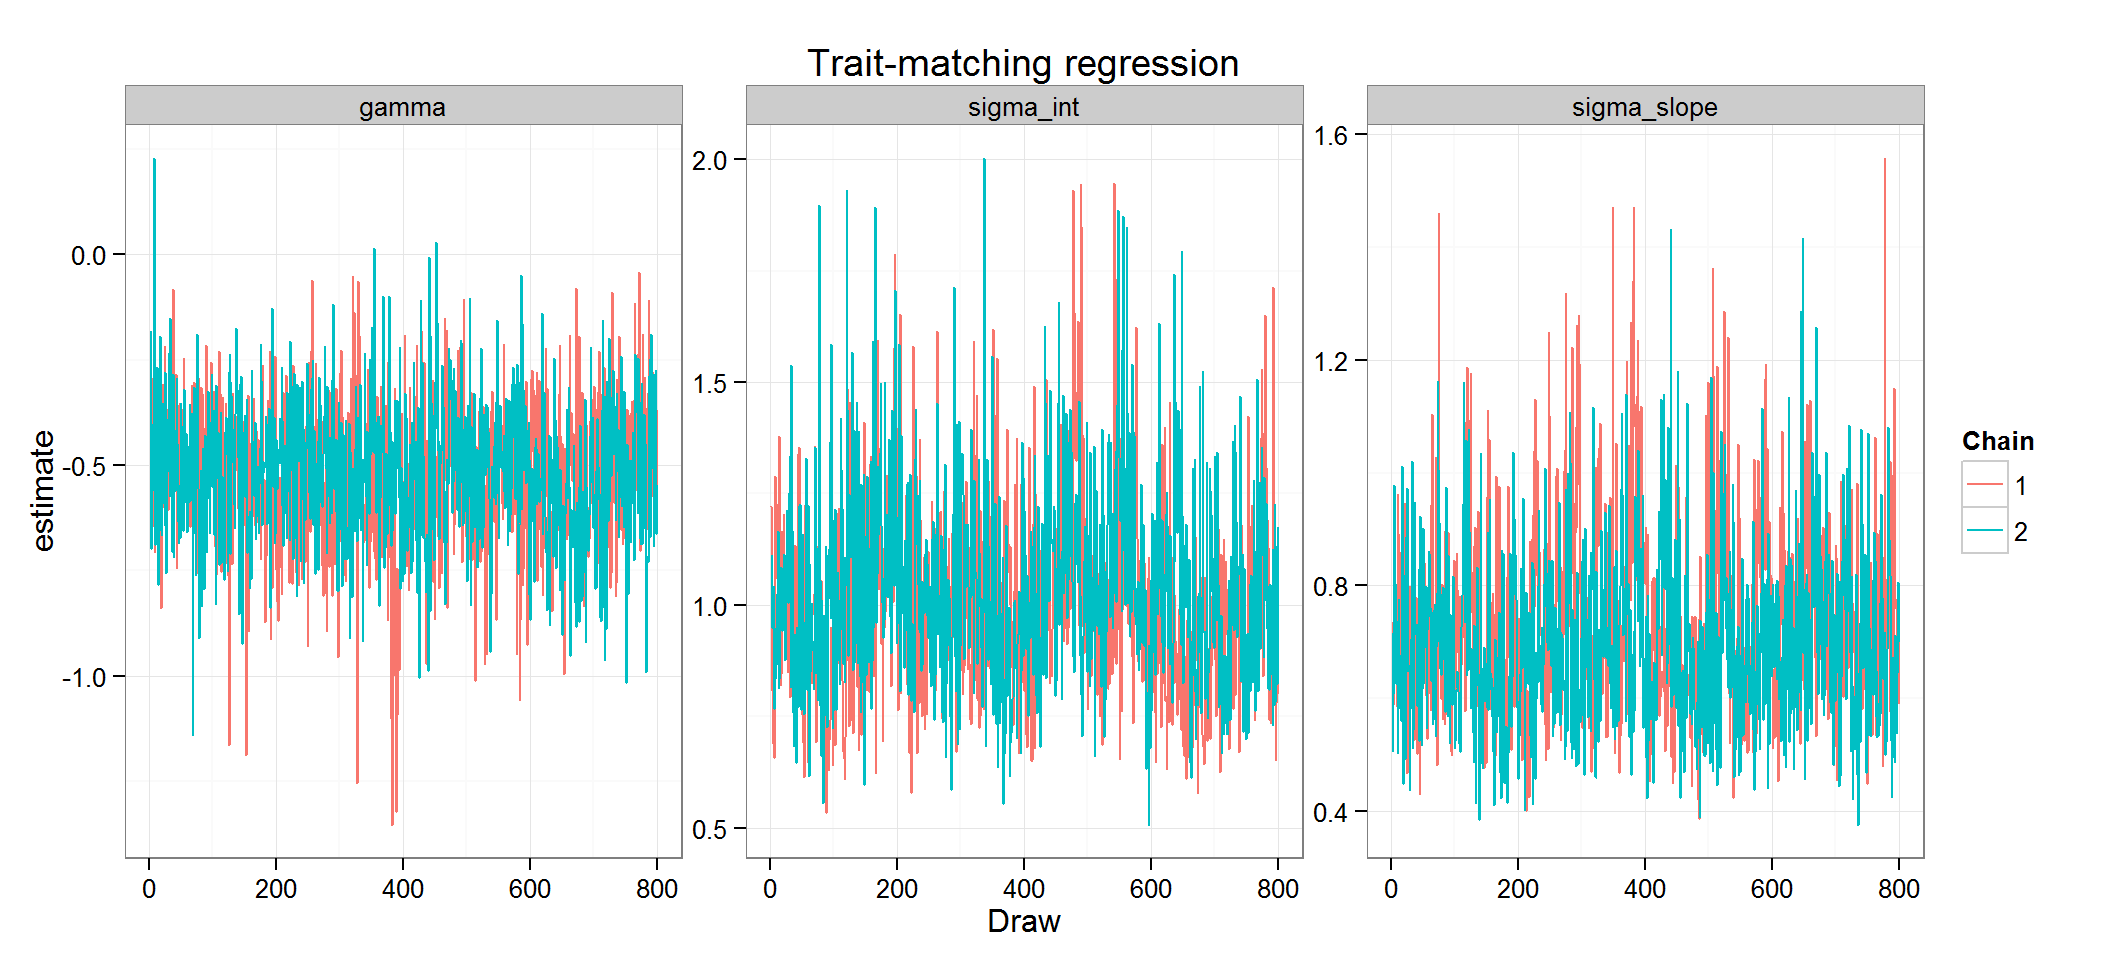 Trait-matching regression
gamma
sigma_int
sigma_slope
estimate
0.0
-0.5
-1.0
2.0
1.5
1.0
0.5
1.6
1.2
0.8
0.4
0 200 400 600 800
0 200 400 600 800
0 200 400 600 800
Draw
Chain
1
2